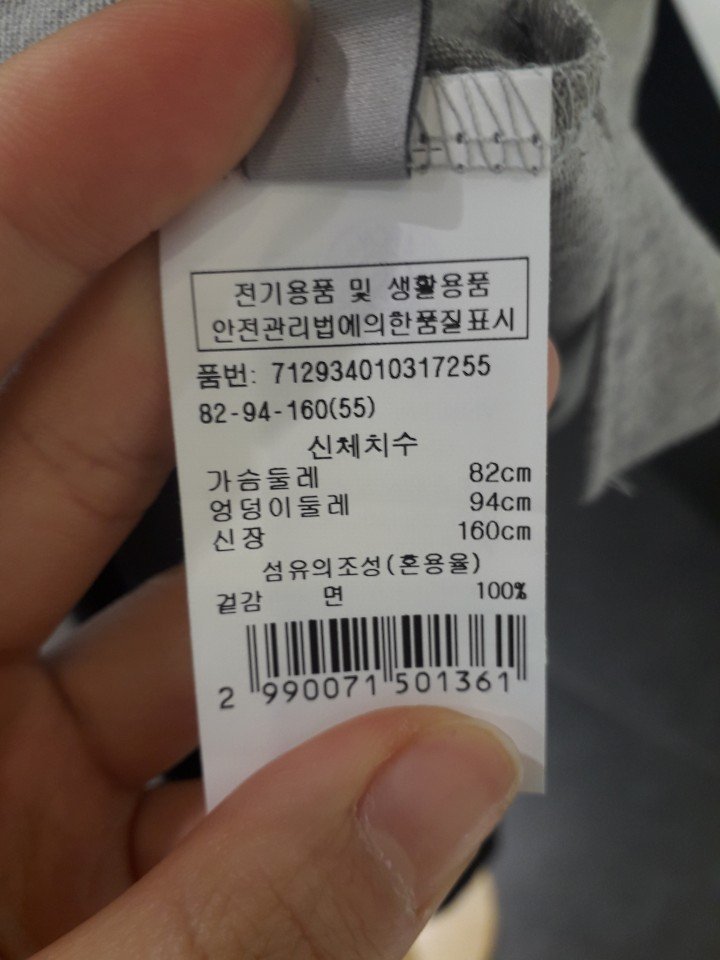 전기용품 및 생활용품
안전관리법에의한품질표시
품번: 712934010317255
82-94-160(55)
신체치수
가슴둘레 82cm
엉덩이둘레 94cm
신장 160cm
섬유의조성(혼용율)
겉감 면 100%
2 990071 501361